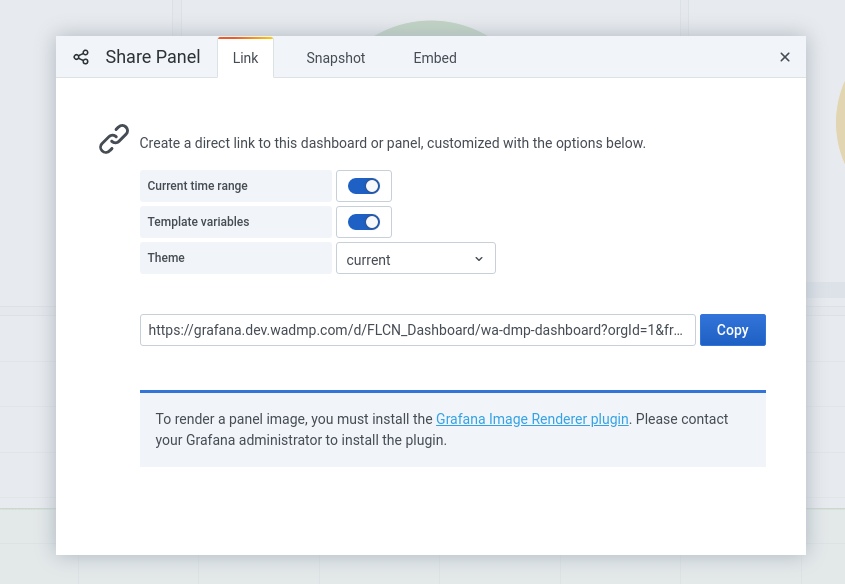 Share Panel
Link
Snapshot
Embed
Create a direct link to this dashboard or panel, customized with the options below.
Current time range
Template variables
Theme
current
https://grafana.dev.wadmp.com/d/FLCN_Dashboard/wa-dmp-dashboard?orgId=1&fr...
Copy
To render a panel image, you must install the Grafana Image Renderer plugin. Please contact
your Grafana administrator to install the plugin.